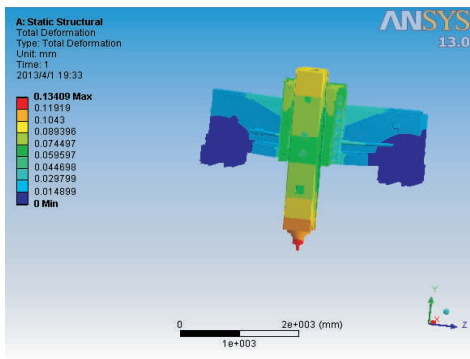 A: Static Structural
Total Deformation
Type: Total Deformation
Unit: mm
Time: 1
2013/4/1 19:33
ANSYS
13.0
0.13409 Max
0.11919
0.1043
0.089396
0.074497
0.059597
0.044698
0.029799
0.014899
0 Min
0
2e+003 (mm)
1e+003
Y
X
Z